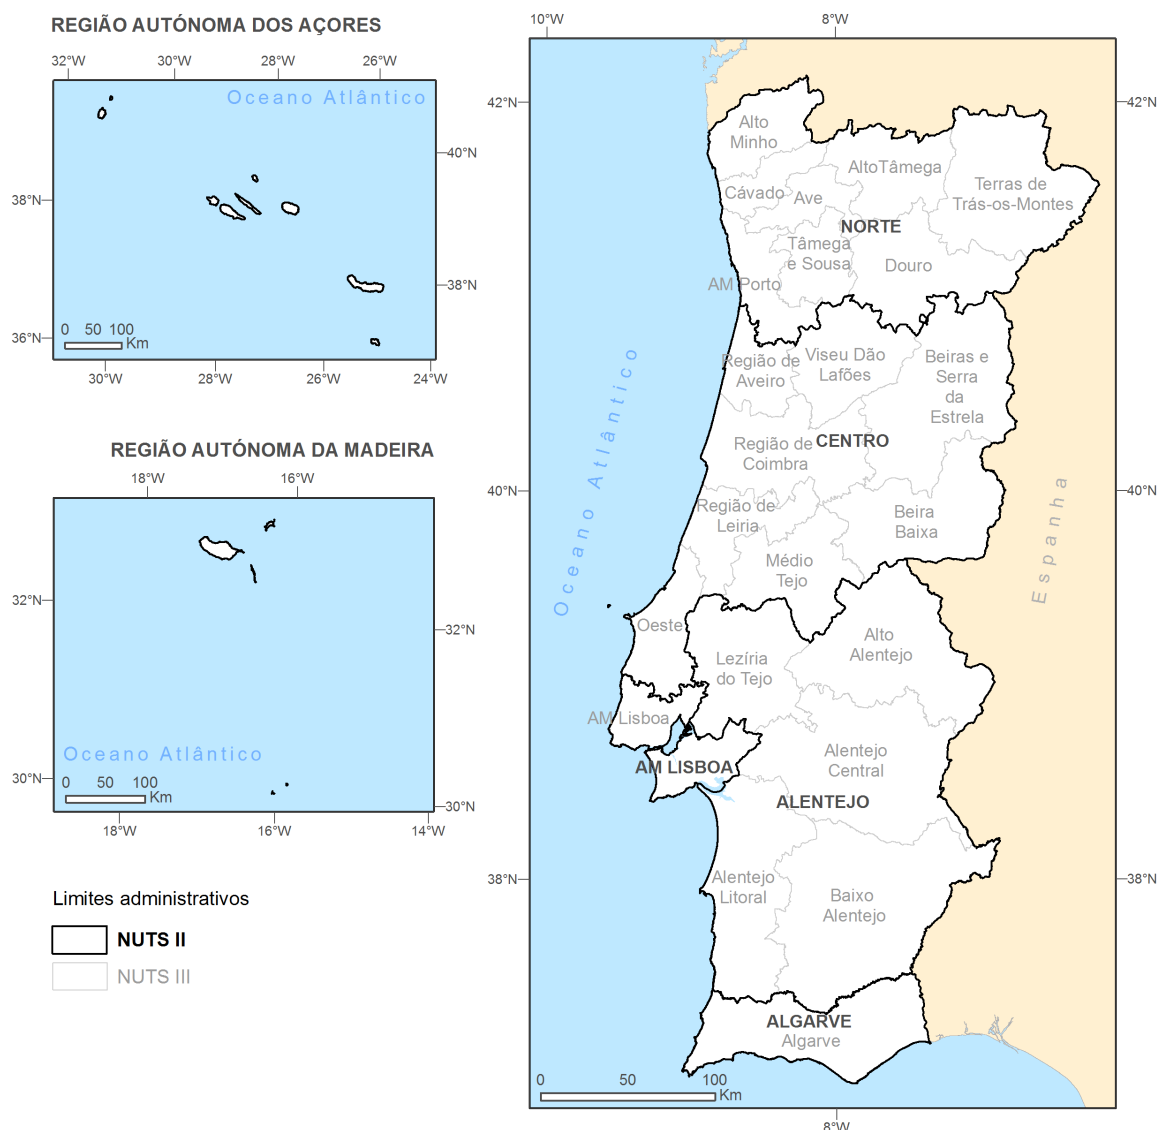 REGIÃO AUTÓNOMA DOS AÇORES
32°W 30°W 28°W 26°W
Oceano Atlântico
40°N
38°N
38°N
36°N
0 50 100
Km
30°W 28°W 26°W 24°W
REGIÃO AUTÓNOMA DA MADEIRA
18°W 16°W
32°N
32°N
Oceano Atlântico
30°N
0 50 100
Km
30°N
18°W 16°W 14°W
Limites administrativos
NUTS II
NUTS III
10°W 8°W
42°N 42°N
Alto
Minho
AltoTâmega
Terras de
Trás-os-Montes
Cávado
Ave
NORTE
Tâmega
e Sousa
Douro
AM Porto
Região de
Aveiro
Viseu Dão
Lafões
Beiras e
Serra
da
Estrela
Oceano Atlântico
Região de
Coimbra
CENTRO
40°N 40°N
Espanha
Região de
Leiria
Beira
Baixa
Médio
Tejo
Oeste
Alto
Alentejo
Lezíria
do Tejo
AM Lisboa
AM LISBOA
Alentejo
Central
ALENTEJO
38°N 38°N
Alentejo
Litoral
Baixo
Alentejo
ALGARVE
Algarve
0 50 100
Km
8°W